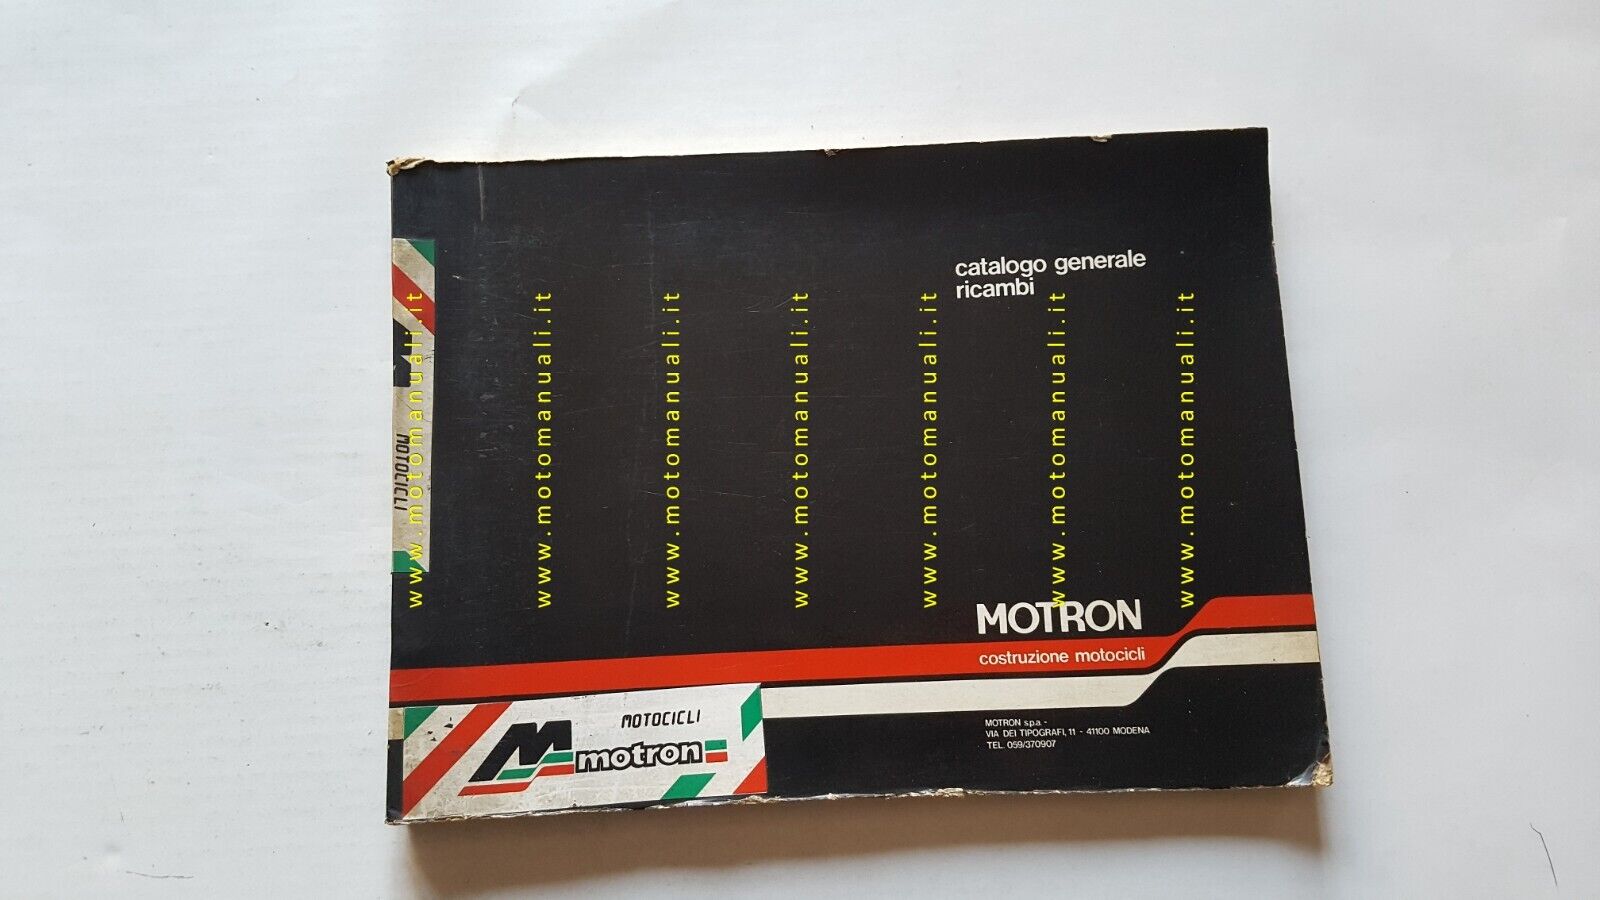 catalogo generale
ricambi
www.motomanuali.it
www.motomanuali.it
www.motomanuali.it
www.motomanuali.it
www.motomanuali.it
www.motomanuali.it
www.motomanuali.it
MOTOCICLI
MOTRON
costruzione motocicli
MOTRON s.p.a. -
VIA DEI TIPOGRAFI, 11 - 41100 MODENA
TEL. 059/370907
MOTOCICLI
M motron